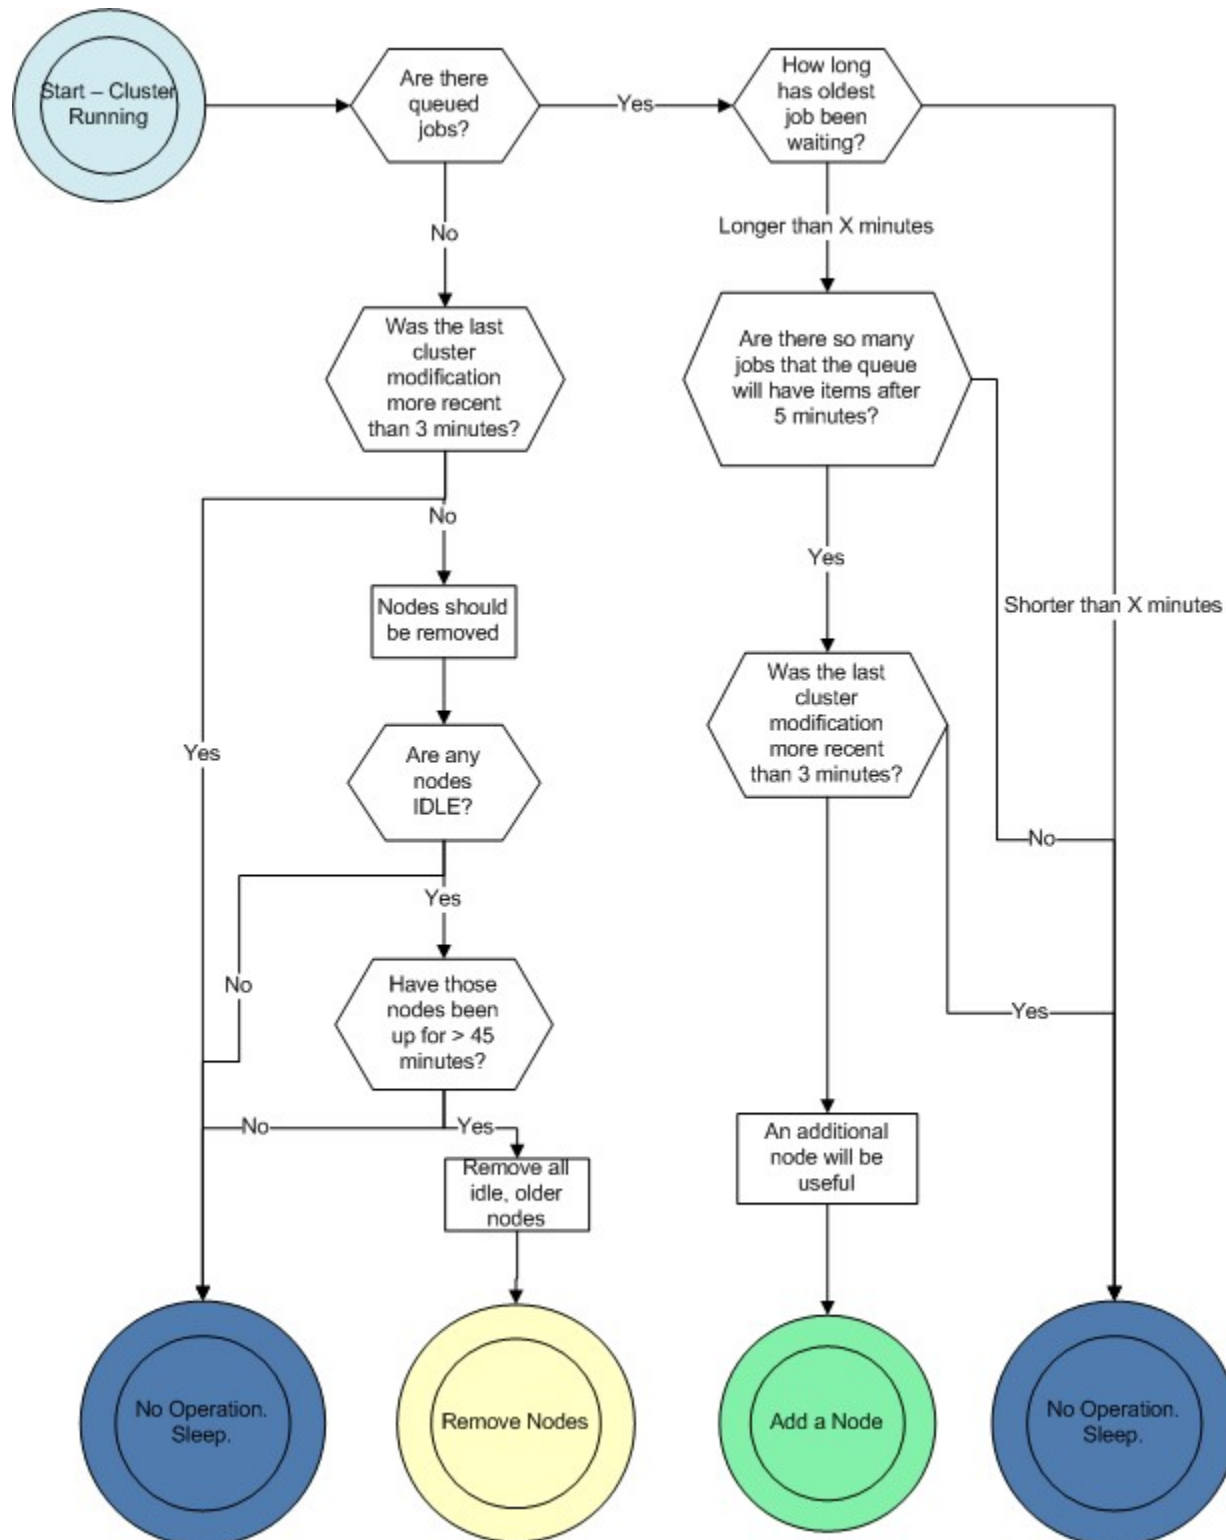 Start – Cluster
Running
Are there
queued
jobs?
Yes
How long
has oldest
job been
waiting?
No
Longer than X minutes
Was the last
cluster
modification
more recent
than 3 minutes?
Are there so many
jobs that the queue
will have items after
5 minutes?
No
Yes
Nodes should
be removed
Shorter than X minutes
Was the last
cluster
modification
more recent
than 3 minutes?
Yes
Are any
nodes
IDLE?
No
Yes
No
Have those
nodes been
up for > 45
minutes?
Yes
No
Yes
An additional
node will be
useful
Remove all
idle, older
nodes
No Operation.
Sleep.
Remove Nodes
Add a Node
No Operation.
Sleep.